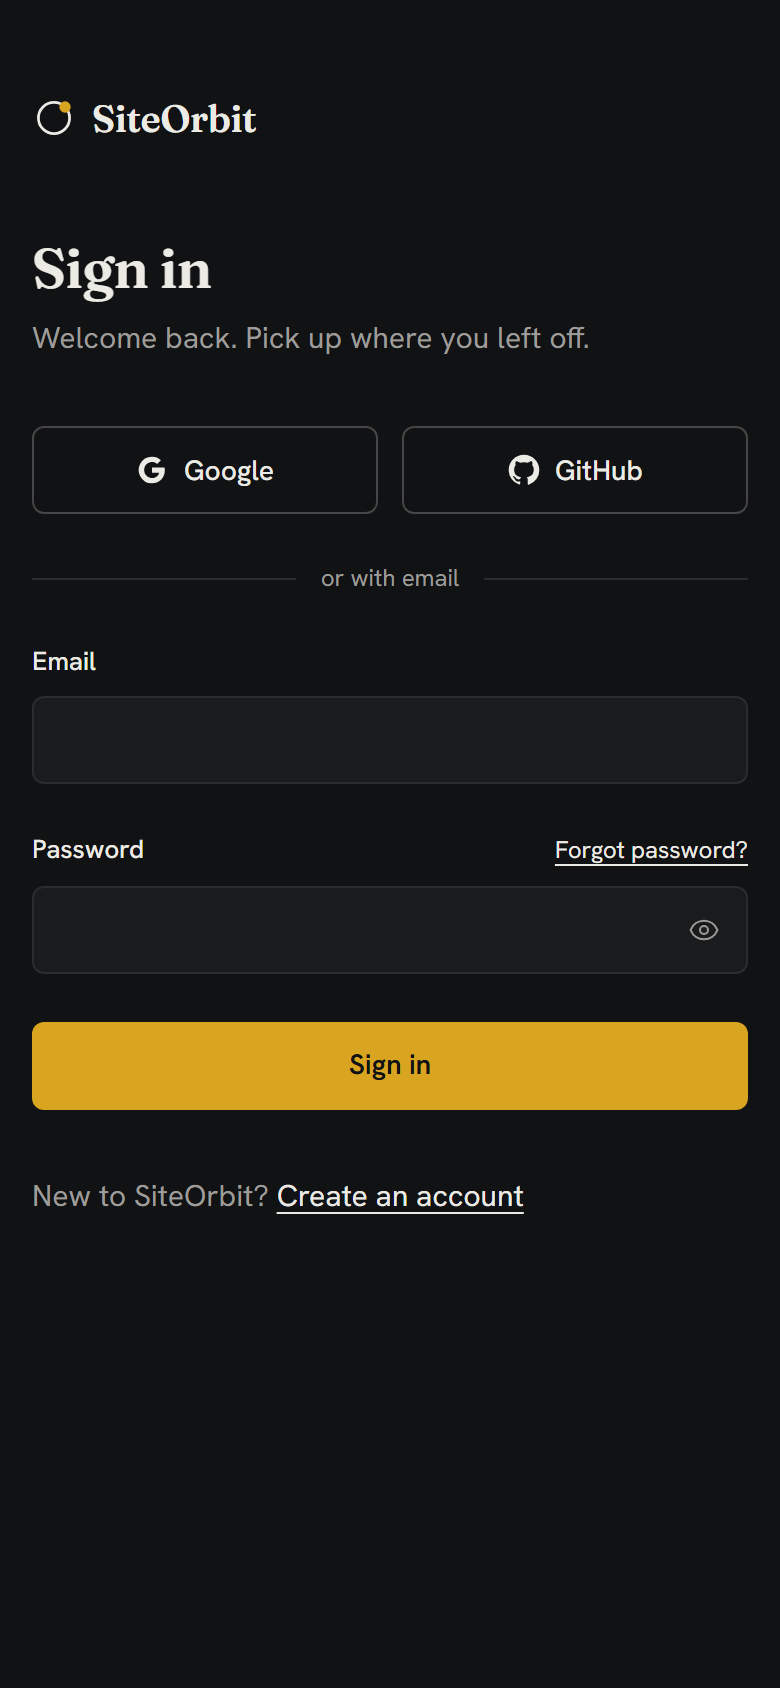 SiteOrbit
Sign in
Welcome back. Pick up where you left off.
Google
GitHub
or with email
Email
Password
Forgot password?
Sign in
New to SiteOrbit? Create an account